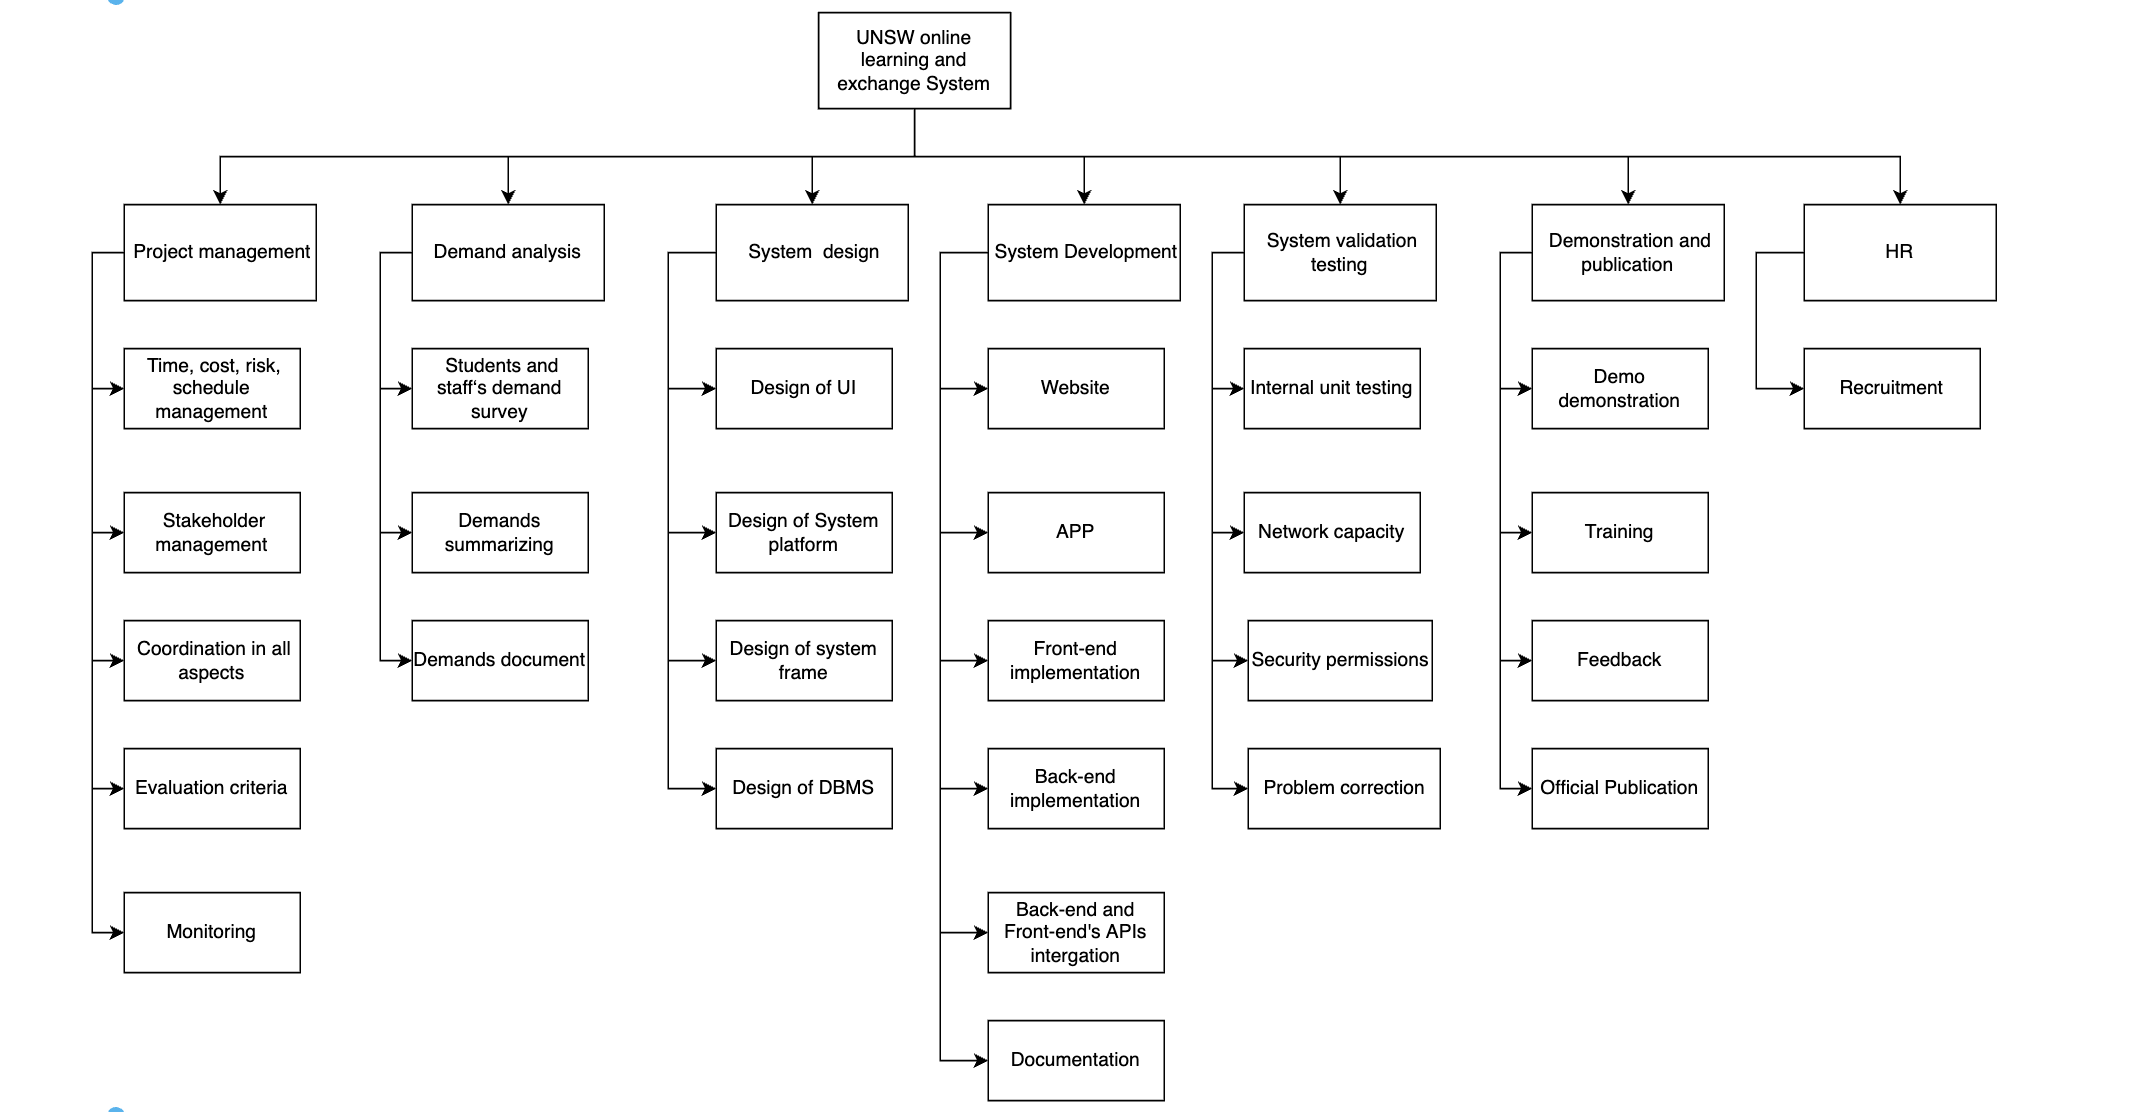 UNSW online
learning and
exchange System
Project management
Demand analysis
System design
System Development
System validation
testing
Demonstration and
publication
HR
Time, cost, risk,
schedule
management
Students and
staff's demand
survey
Design of UI
Website
Internal unit testing
Demo
demonstration
Recruitment
Stakeholder
management
Demands
summarizing
Design of System
platform
APP
Network capacity
Training
Coordination in all
aspects
Demands document
Design of system
frame
Front-end
implementation
Security permissions
Feedback
Evaluation criteria
Design of DBMS
Back-end
implementation
Problem correction
Official Publication
Monitoring
Back-end and
Front-end's APIs
intergation
Documentation